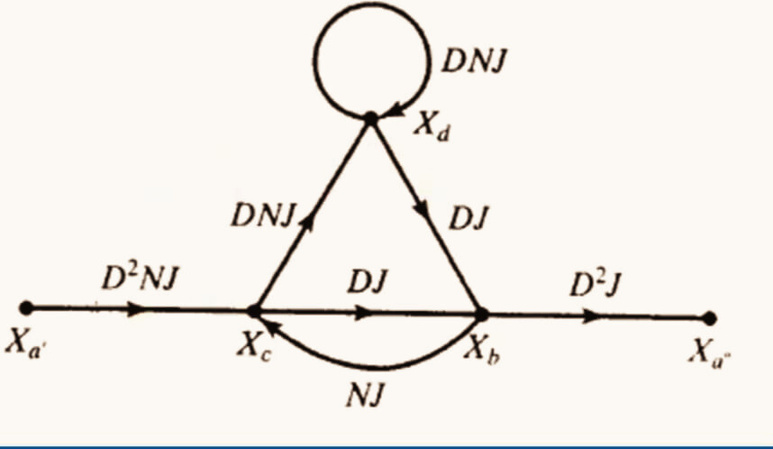 DNJ
X_d
DNJ
DJ
D²NJ
DJ
D²J
X_a'
X_c
X_b
X_a"
NJ